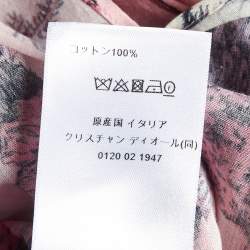 コットン100%
原産国 イタリア
クリスチャン ディオール(同)
0120 02 1947